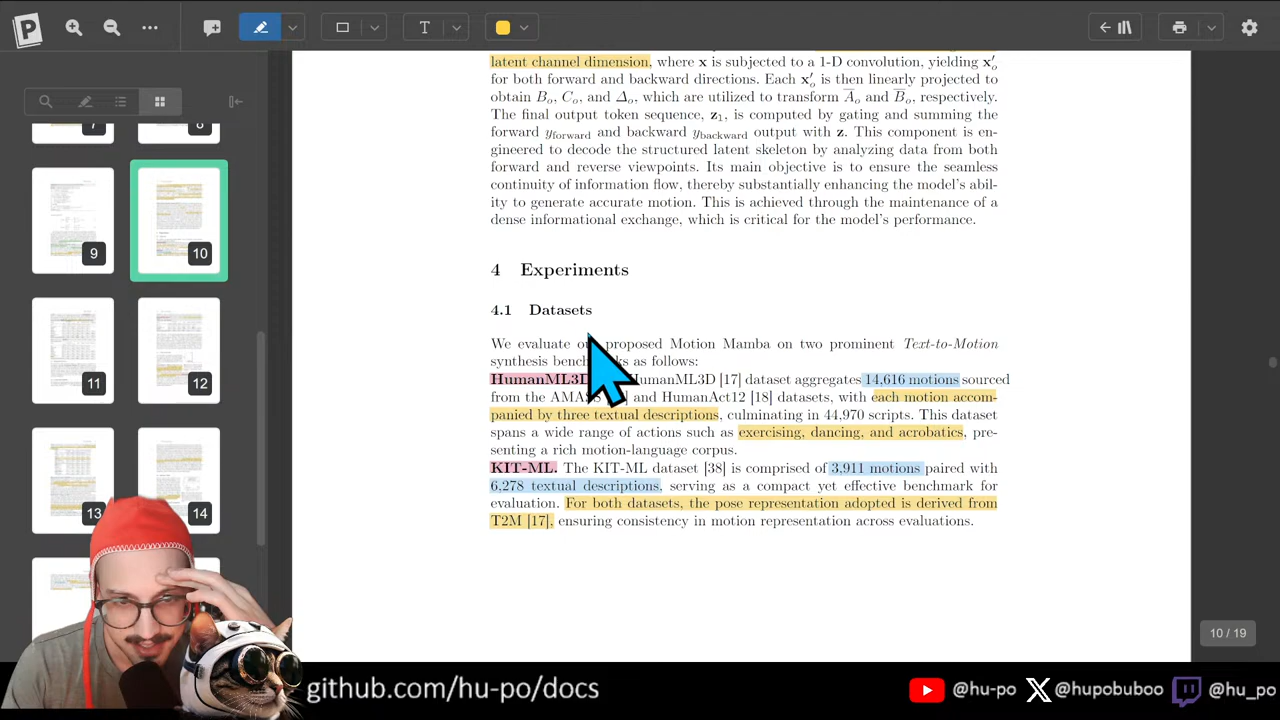 latent channel dimension, where x is subjected to a 1-D convolution, yielding x′o
for both forward and backward directions. Each x′o is then linearly projected to
obtain Bo, Co, and Δo, which are utilized to transform A̅o and B̅o, respectively.
The final output token sequence, z1, is computed by gating and summing the
forward yforward and backward ybackward output with z. This component is en-
gineered to decode the structured latent skeleton by analyzing data from both
forward and reverse viewpoints. Its main objective is to ensure the seamless
continuity of information flow, thereby substantially enhancing the model's abil-
ity to generate accurate motion. This is achieved through the maintenance of a
dense informational exchange, which is critical for the model's performance.
4 Experiments
4.1 Datasets
We evaluate our proposed Motion Mamba on two prominent Text-to-Motion
synthesis benchmarks as follows:
HumanML3D HumanML3D [17] dataset aggregates 14,616 motions sourced
from the AMASS and HumanAct12 [18] datasets, with each motion accom-
panied by three textual descriptions, culminating in 44,970 scripts. This dataset
spans a wide range of actions such as exercising, dancing, and acrobatics, pre-
senting a rich motion-language corpus.
KIT-ML. The KIT-ML dataset [38] is comprised of 3,911 motions paired with
6,278 textual descriptions, serving as a compact yet effective benchmark for
evaluation. For both datasets, the pose representation adopted is derived from
T2M [17], ensuring consistency in motion representation across evaluations.
7
8
9
10
11
12
13
14
10 / 19
github.com/hu-po/docs
@hu-po
@hupobuboo
@hu_po